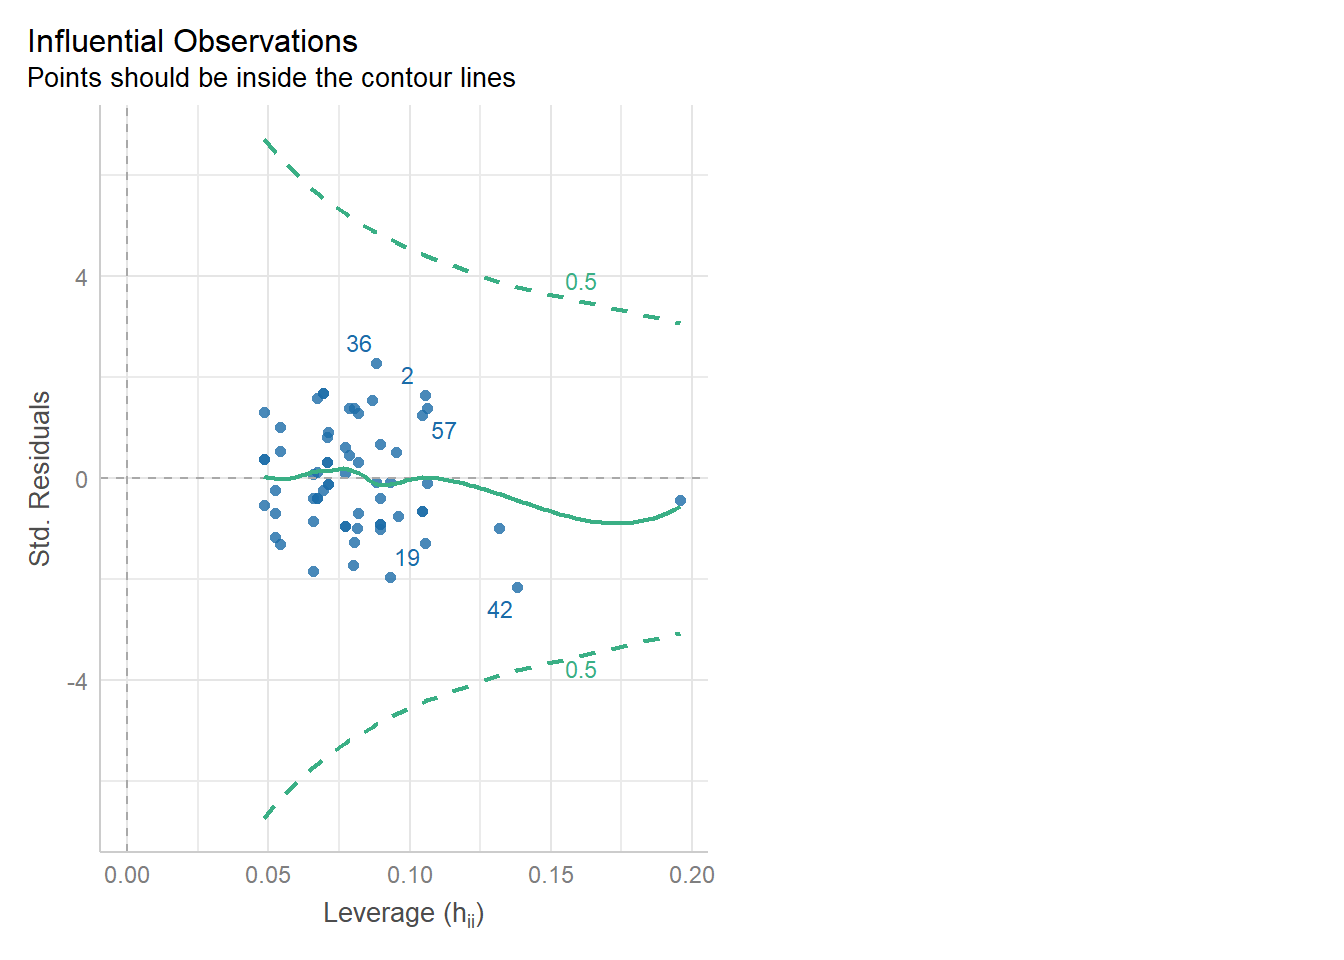 Influential Observations
Points should be inside the contour lines
0.5
4
36
2
57
0
19
42
0.5
-4
Std. Residuals
0.00 0.05 0.10 0.15 0.20
Leverage (hii)